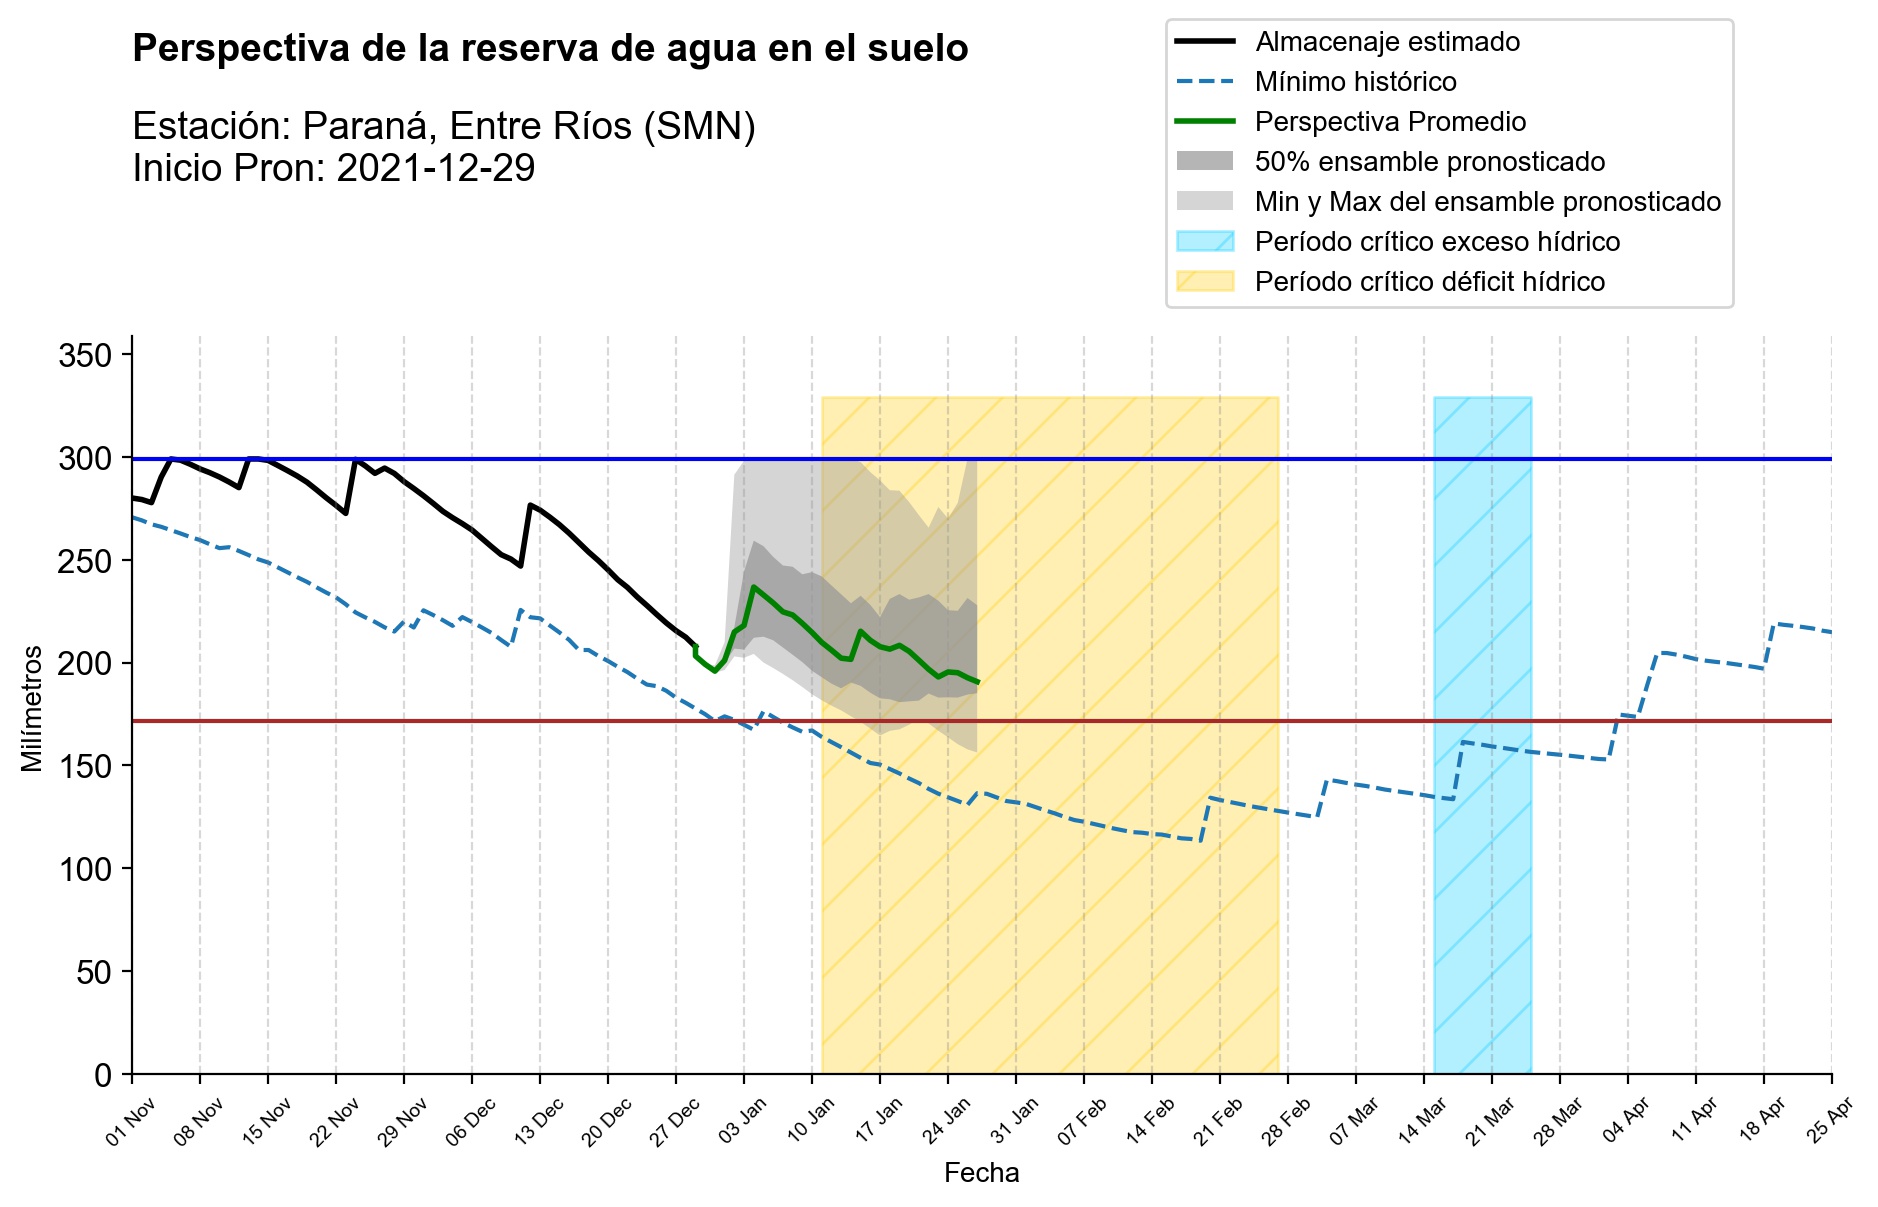 Perspectiva de la reserva de agua en el suelo
Estación: Paraná, Entre Ríos (SMN)
Inicio Pron: 2021-12-29
Almacenaje estimado
Mínimo histórico
Perspectiva Promedio
50% ensamble pronosticado
Min y Max del ensamble pronosticado
Período crítico exceso hídrico
Período crítico déficit hídrico
Milímetros
350
300
250
200
150
100
50
0
01 Nov
08 Nov
15 Nov
22 Nov
29 Nov
06 Dec
13 Dec
20 Dec
27 Dec
03 Jan
10 Jan
17 Jan
24 Jan
31 Jan
07 Feb
14 Feb
21 Feb
28 Feb
07 Mar
14 Mar
21 Mar
28 Mar
04 Apr
11 Apr
18 Apr
25 Apr
Fecha